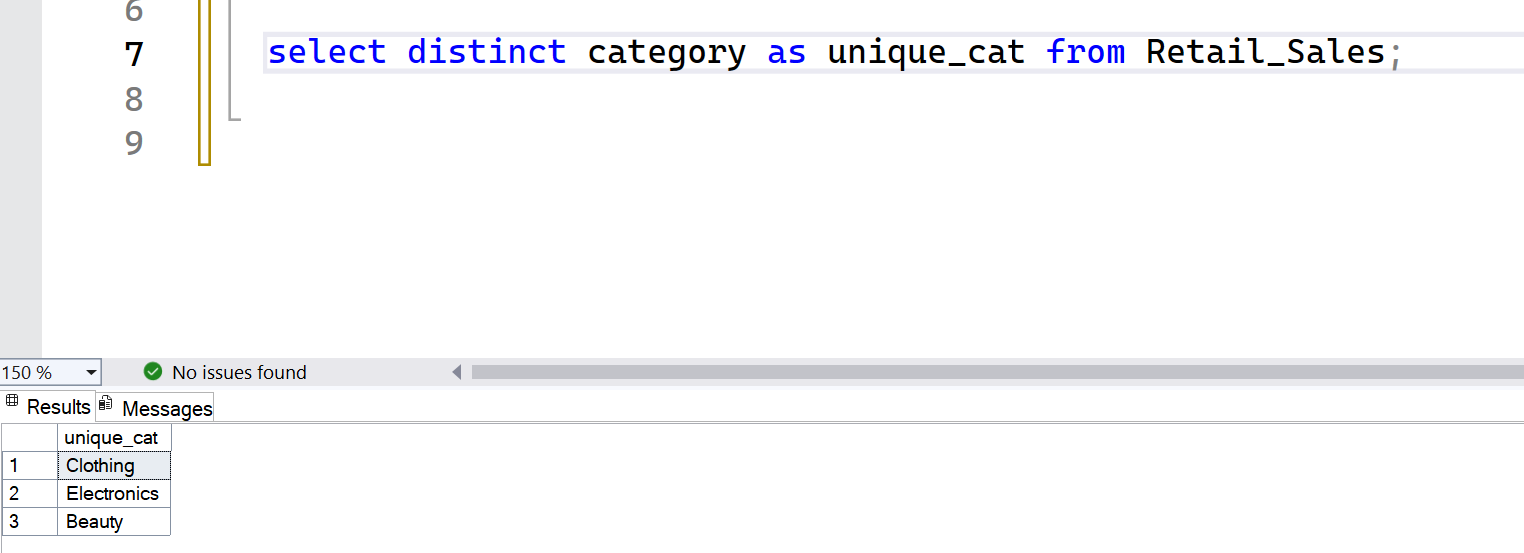 6
7 select distinct category as unique_cat from Retail_Sales;
8
9
150 % No issues found
Results Messages
unique_cat
1 Clothing
2 Electronics
3 Beauty